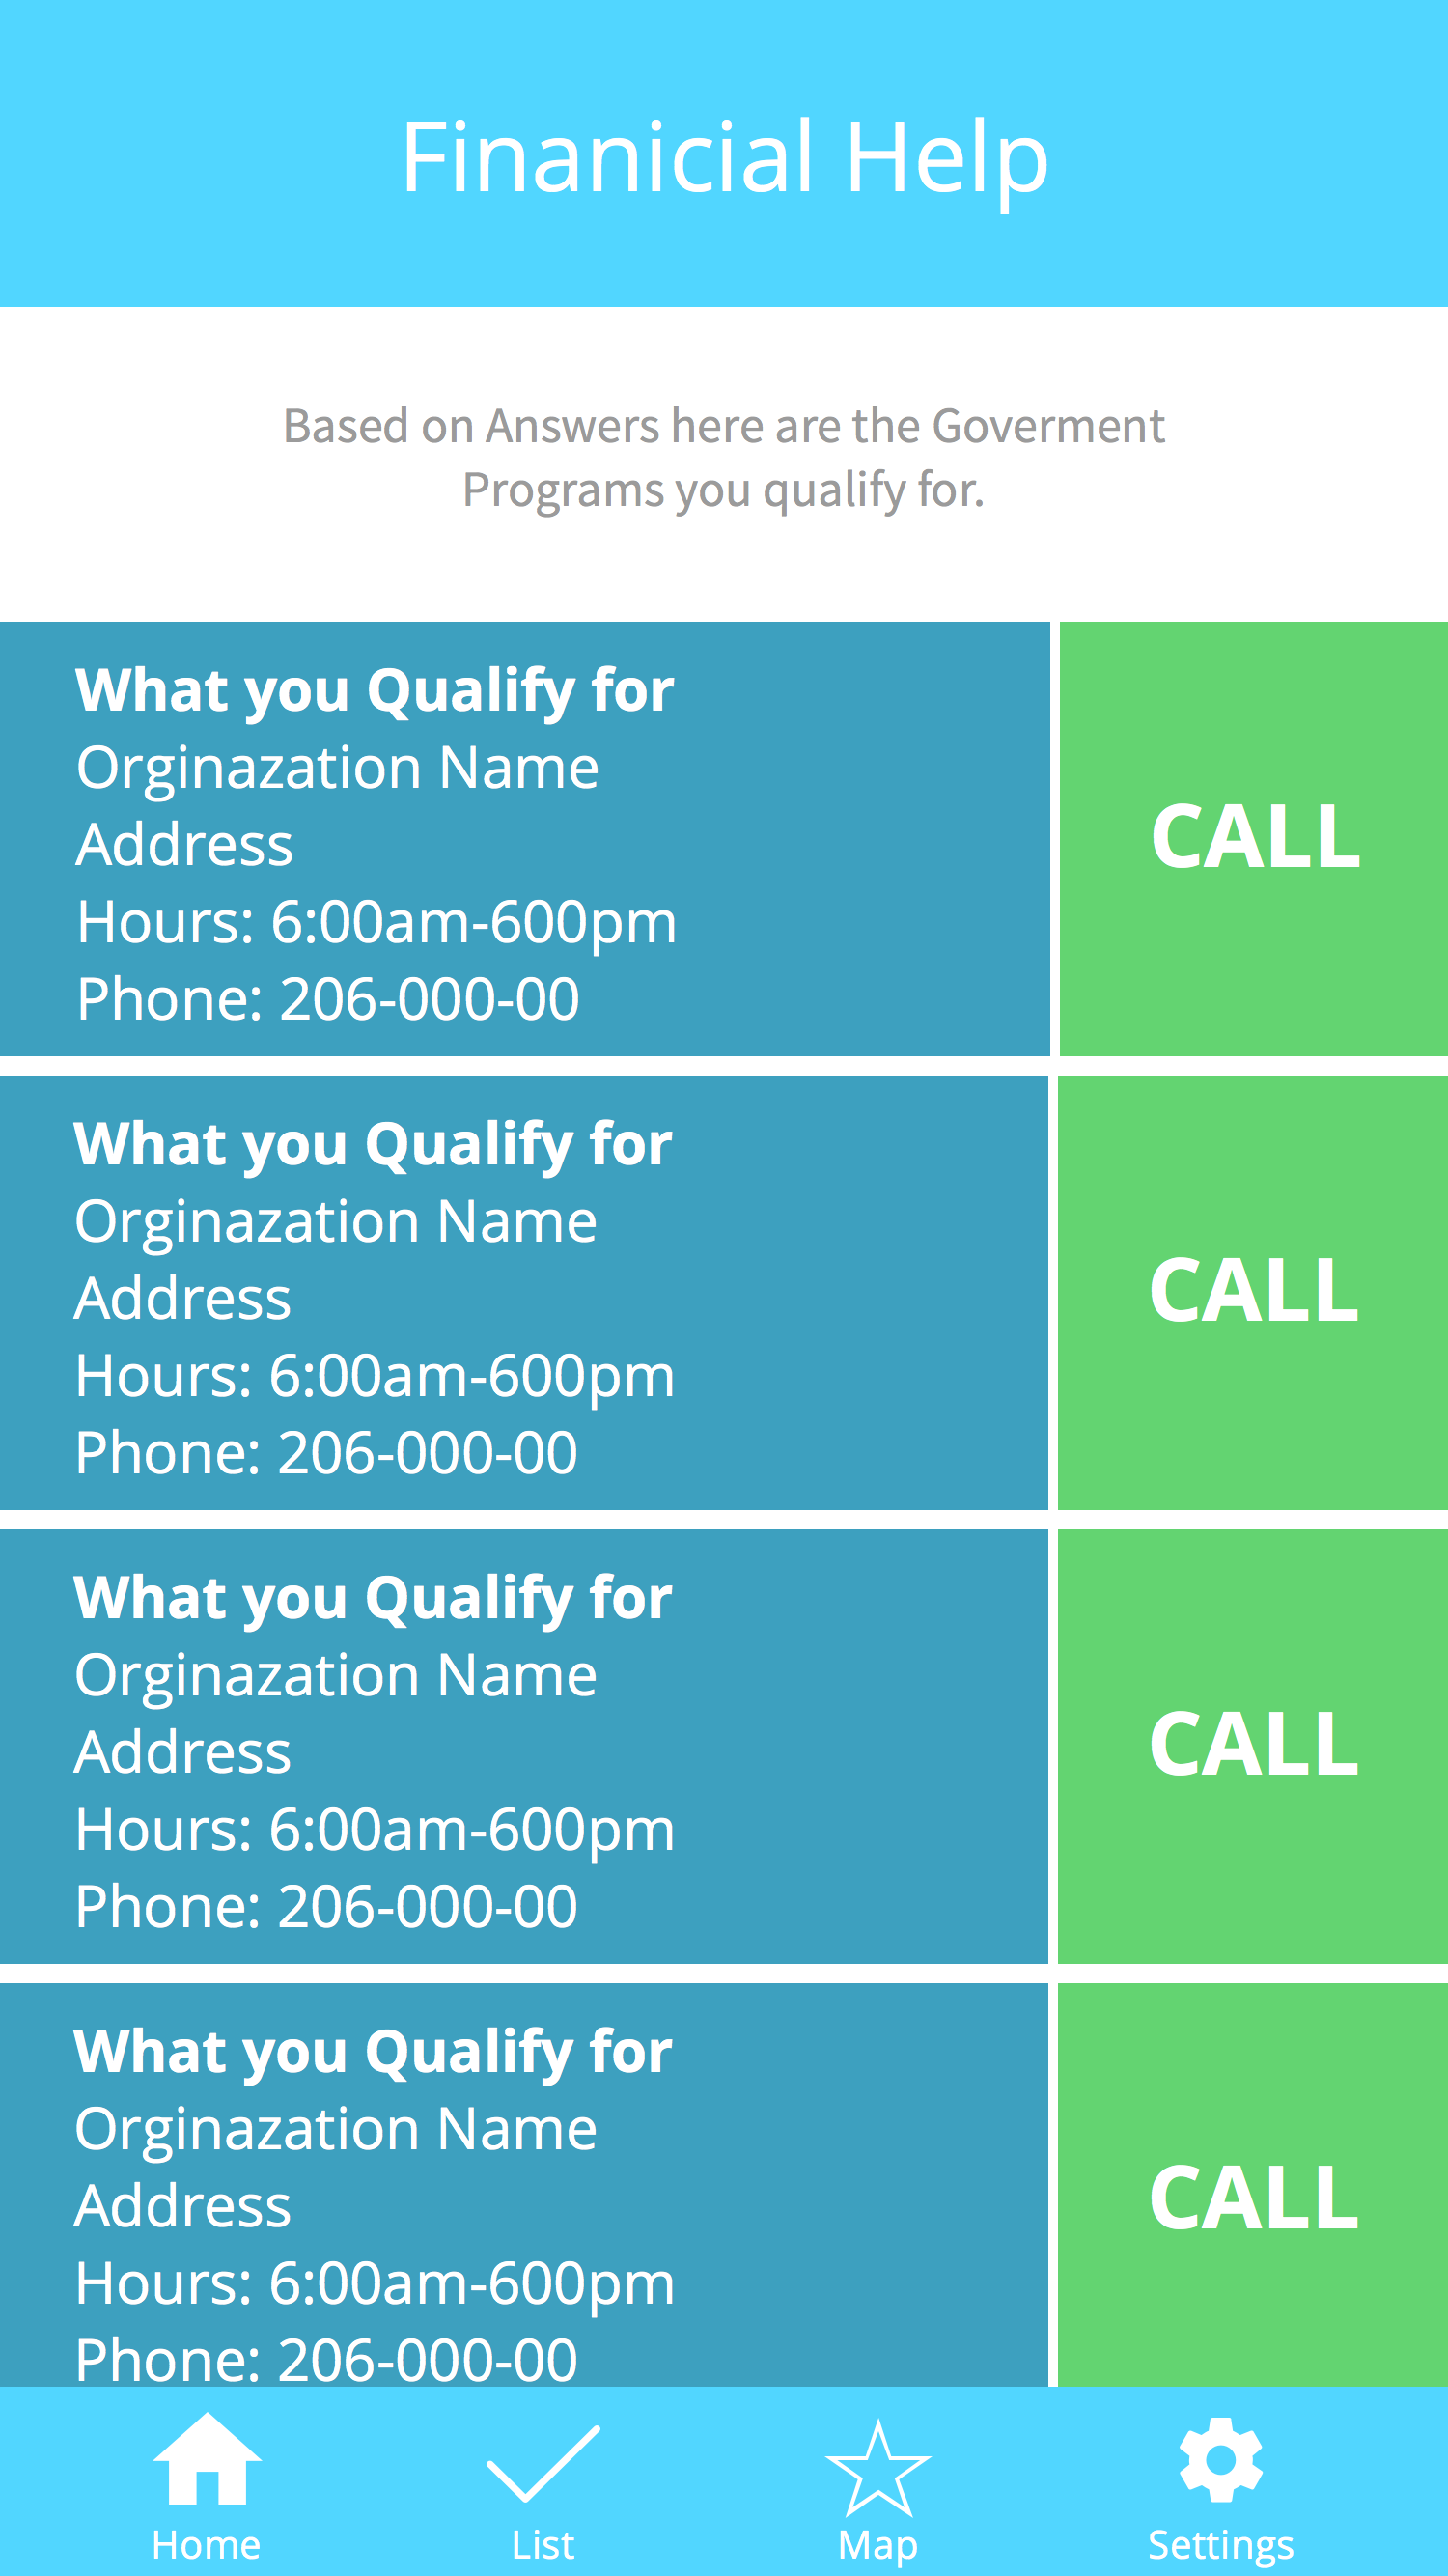 Finanicial Help
Based on Answers here are the Goverment
Programs you qualify for.
What you Qualify for
Orginazation Name
Address
Hours: 6:00am-600pm
Phone: 206-000-00
CALL
What you Qualify for
Orginazation Name
Address
Hours: 6:00am-600pm
Phone: 206-000-00
CALL
What you Qualify for
Orginazation Name
Address
Hours: 6:00am-600pm
Phone: 206-000-00
CALL
What you Qualify for
Orginazation Name
Address
Hours: 6:00am-600pm
Phone: 206-000-00
CALL
Home List Map Settings